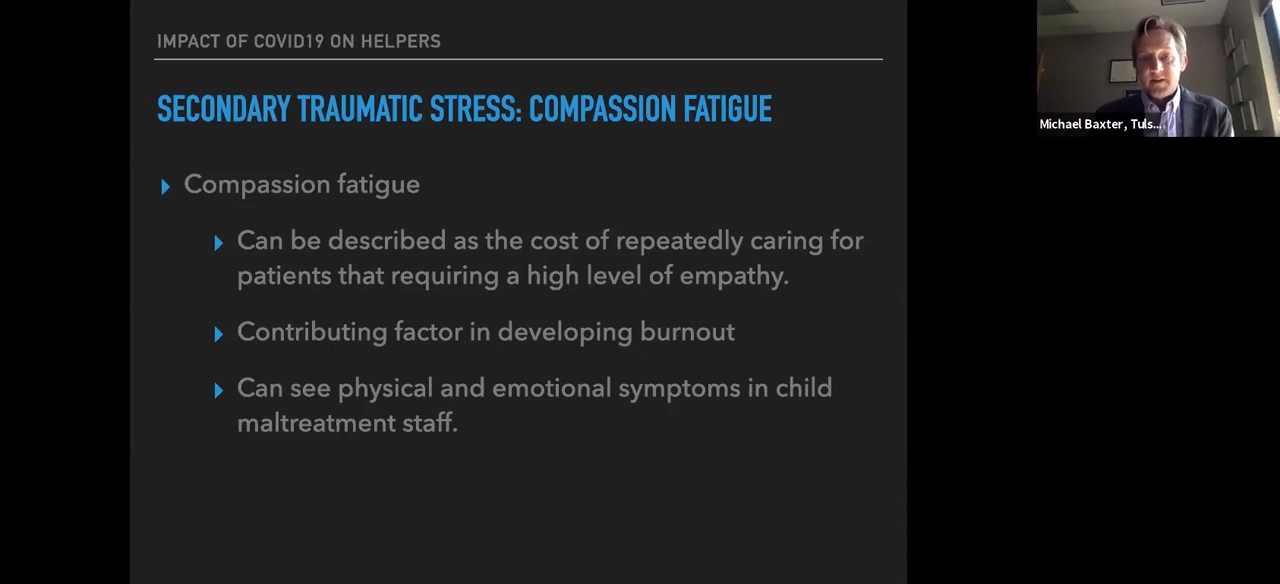 IMPACT OF COVID19 ON HELPERS
SECONDARY TRAUMATIC STRESS: COMPASSION FATIGUE
Compassion fatigue
Can be described as the cost of repeatedly caring for
patients that requiring a high level of empathy.
Contributing factor in developing burnout
Can see physical and emotional symptoms in child
maltreatment staff.
Michael Baxter, Tuls...